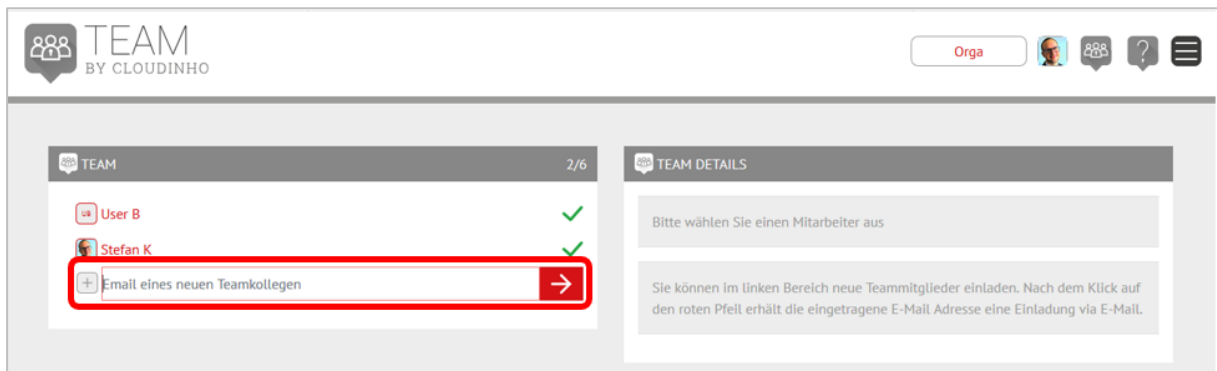 TEAM
BY CLOUDINHO
Orga
?
TEAM 2/6
User B
Stefan K
Email eines neuen Teamkollegen
TEAM DETAILS
Bitte wählen Sie einen Mitarbeiter aus
Sie können im linken Bereich neue Teammitglieder einladen. Nach dem Klick auf
den roten Pfeil erhält die eingetragene E-Mail Adresse eine Einladung via E-Mail.